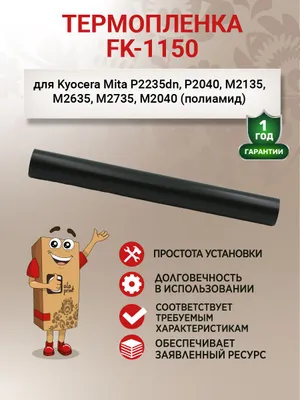 ТЕРМОПЛЕНКА
FK-1150
для Kyocera Mita P2235dn, P2040, M2135,
M2635, M2735, M2040 (полиамид)
1
ГОД
ГАРАНТИИ
ПРОСТОТА УСТАНОВКИ
ДОЛГОВЕЧНОСТЬ
В ИСПОЛЬЗОВАНИИ
СООТВЕТСТВУЕТ
ТРЕБУЕМЫМ
ХАРАКТЕРИСТИКАМ
ОБЕСПЕЧИВАЕТ
ЗАЯВЛЕННЫЙ РЕСУРС